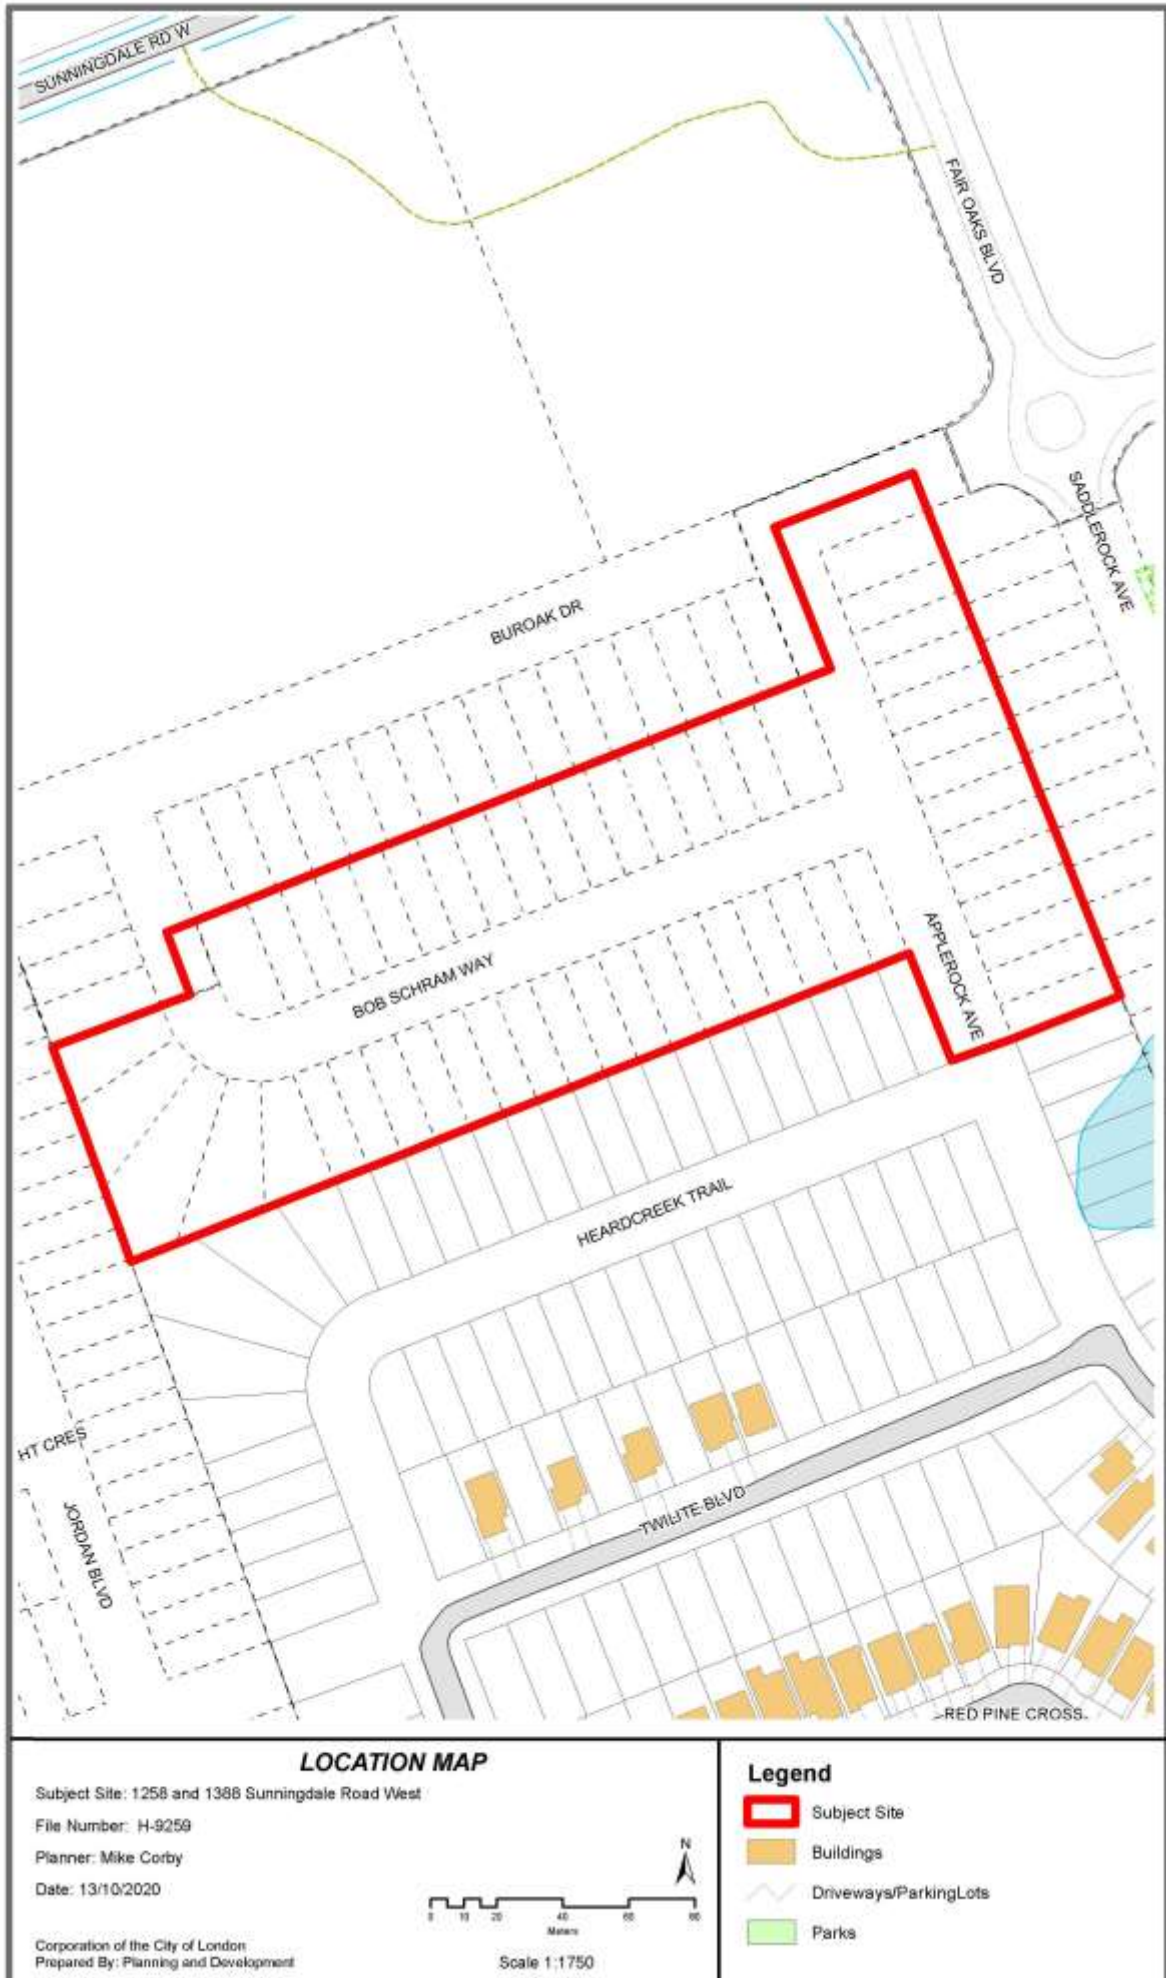 SUNNINGDALE RD W
FAIR OAKS BLVD
SADDLEROCK AVE
BUROAK DR
APPLEROCK AVE
BOB SCHRAM WAY
HEARDCREEK TRAIL
HT CRES
JORDAN BLVD
TWILITE BLVD
RED PINE CROSS
LOCATION MAP
Subject Site: 1258 and 1388 Sunningdale Road West
File Number: H-9259
Planner: Mike Corby
Date: 13/10/2020
Corporation of the City of London
Prepared By: Planning and Development
N
0 10 20 40 60 80
Meters
Scale 1:1750
Legend
Subject Site
Buildings
Driveways/ParkingLots
Parks